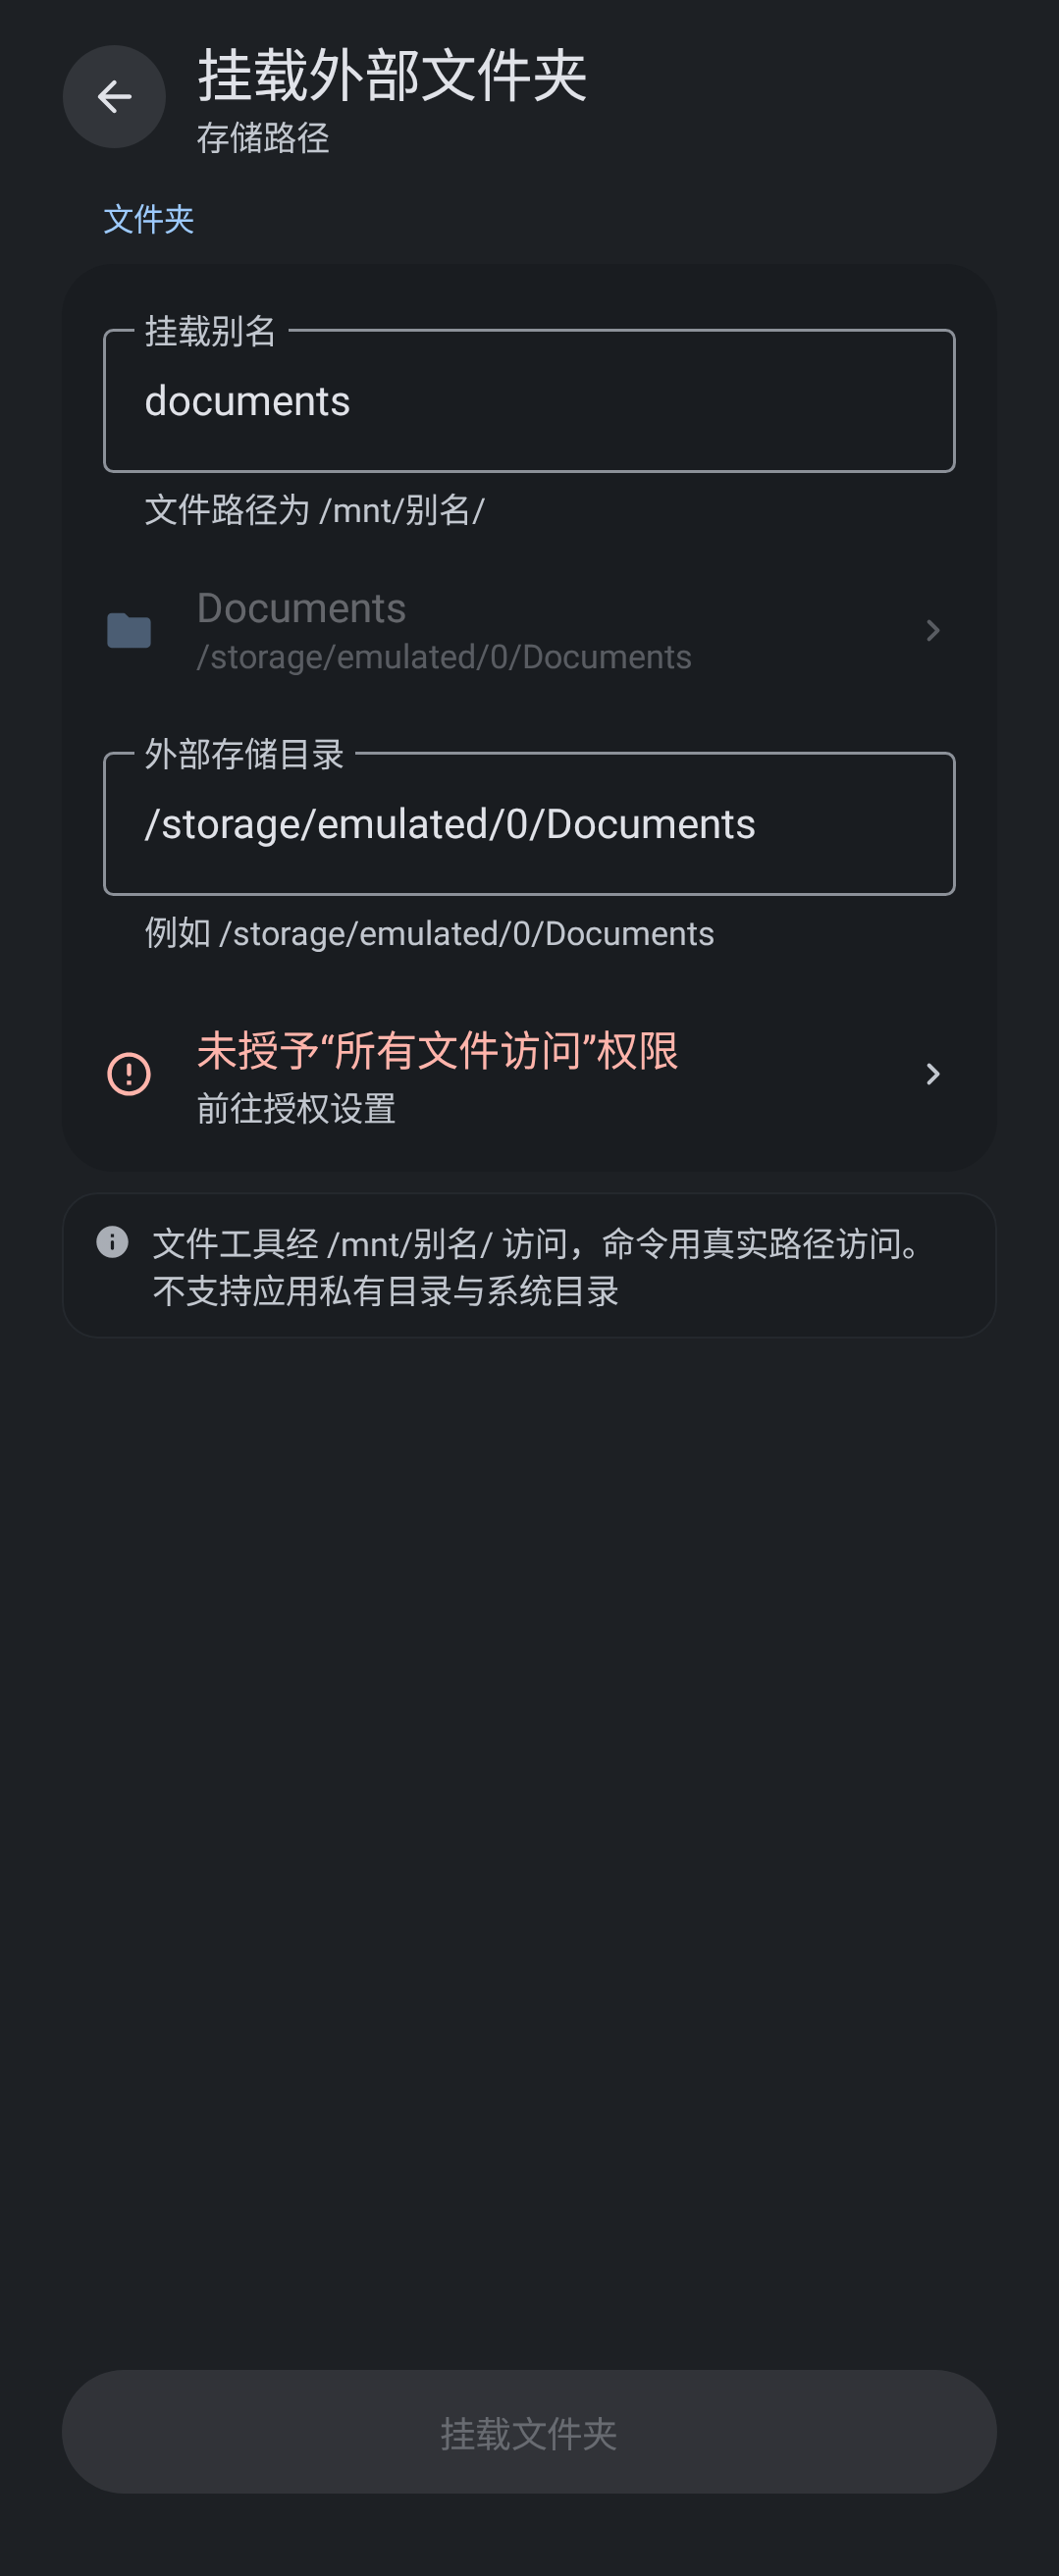 挂载外部文件夹
存储路径
文件夹
挂载别名
documents
文件路径为 /mnt/别名/
Documents
/storage/emulated/0/Documents
外部存储目录
/storage/emulated/0/Documents
例如 /storage/emulated/0/Documents
未授予“所有文件访问”权限
前往授权设置
文件工具经 /mnt/别名/ 访问，命令用真实路径访问。
不支持应用私有目录与系统目录
挂载文件夹